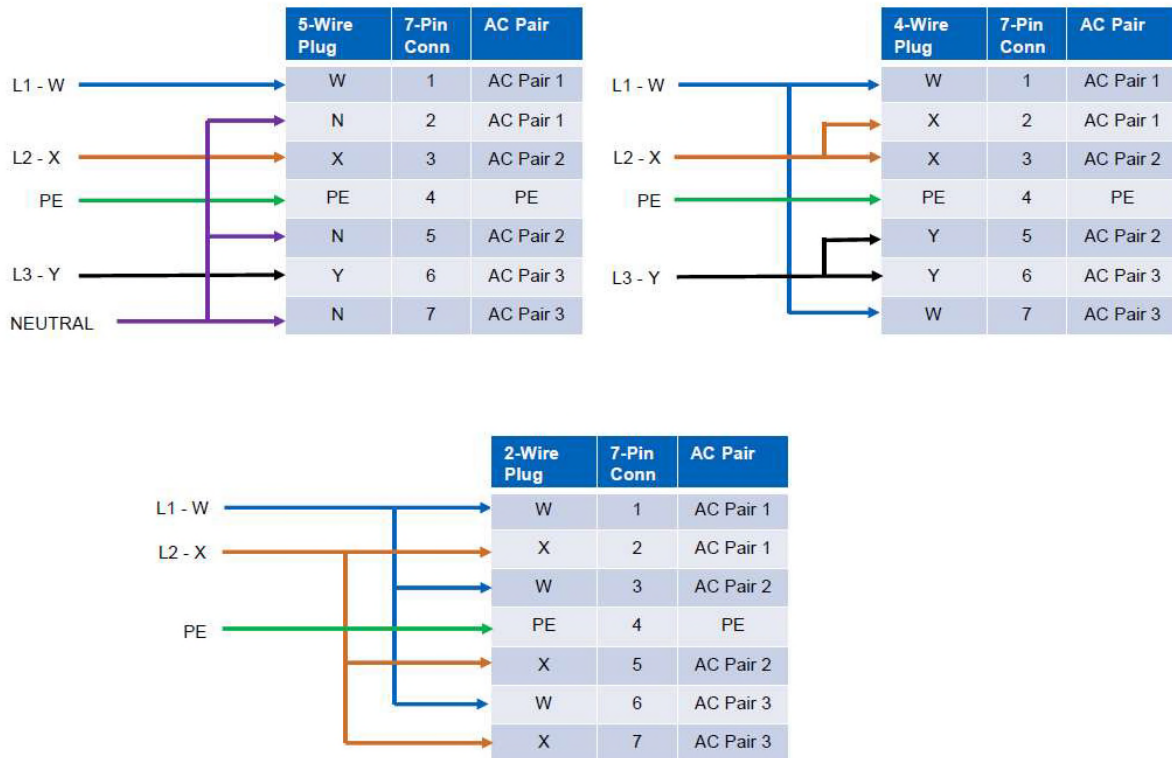 5-Wire Plug 7-Pin Conn AC Pair
L1 - W W 1 AC Pair 1
N 2 AC Pair 1
L2 - X X 3 AC Pair 2
PE PE 4 PE
N 5 AC Pair 2
L3 - Y Y 6 AC Pair 3
NEUTRAL N 7 AC Pair 3
4-Wire Plug 7-Pin Conn AC Pair
L1 - W W 1 AC Pair 1
X 2 AC Pair 1
L2 - X X 3 AC Pair 2
PE PE 4 PE
Y 5 AC Pair 2
L3 - Y Y 6 AC Pair 3
W 7 AC Pair 3
2-Wire Plug 7-Pin Conn AC Pair
L1 - W W 1 AC Pair 1
L2 - X X 2 AC Pair 1
W 3 AC Pair 2
PE PE 4 PE
X 5 AC Pair 2
W 6 AC Pair 3
X 7 AC Pair 3